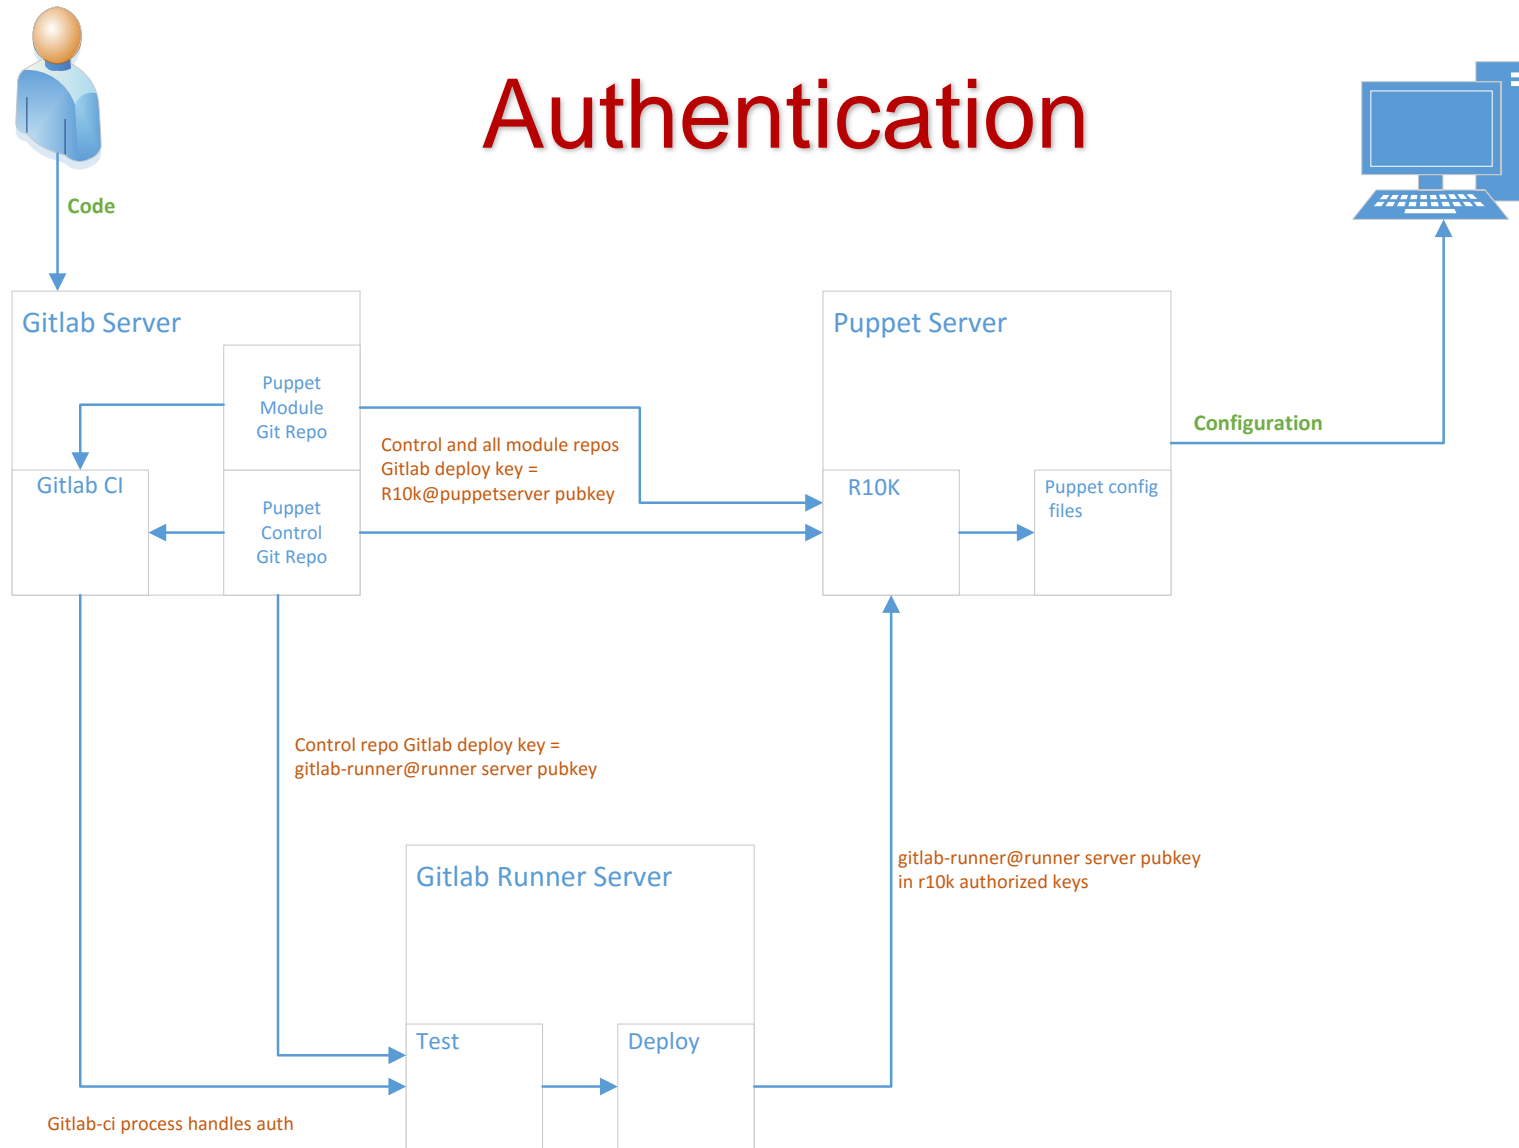 Authentication
Code
Gitlab Server
Puppet
Module
Git Repo
Gitlab CI
Puppet
Control
Git Repo
Control and all module repos
Gitlab deploy key =
R10k@puppetserver pubkey
Puppet Server
R10K
Puppet config
files
Configuration
Control repo Gitlab deploy key =
gitlab-runner@runner server pubkey
Gitlab Runner Server
Test
Deploy
gitlab-runner@runner server pubkey
in r10k authorized keys
Gitlab-ci process handles auth